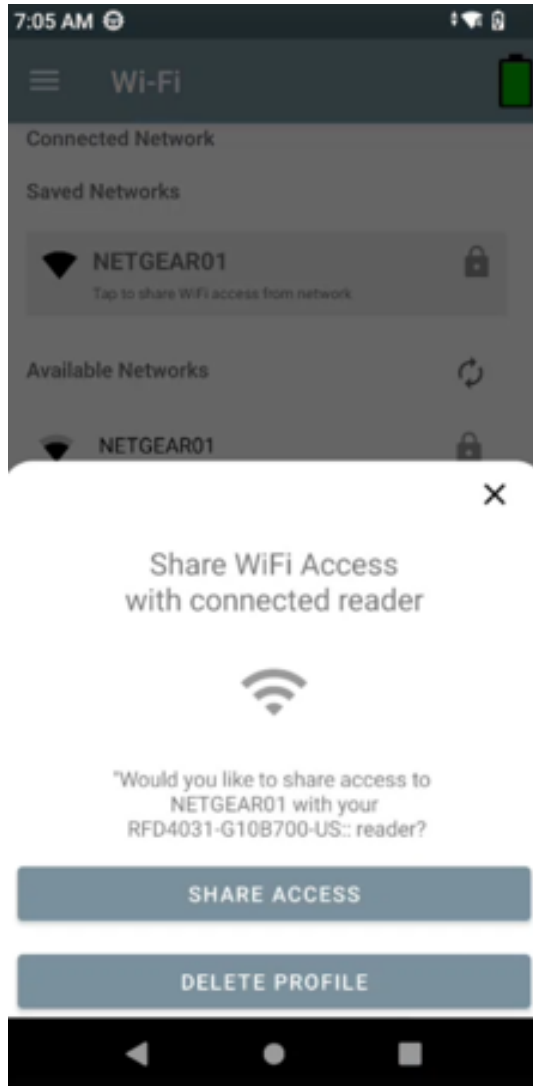 7:05 AM
Wi-Fi
Connected Network
Saved Networks
NETGEAR01
Tap to share WiFi access from network
Available Networks
NETGEAR01
Share WiFi Access
with connected reader
"Would you like to share access to
NETGEAR01 with your
RFD4031-G10B700-US:: reader?
SHARE ACCESS
DELETE PROFILE